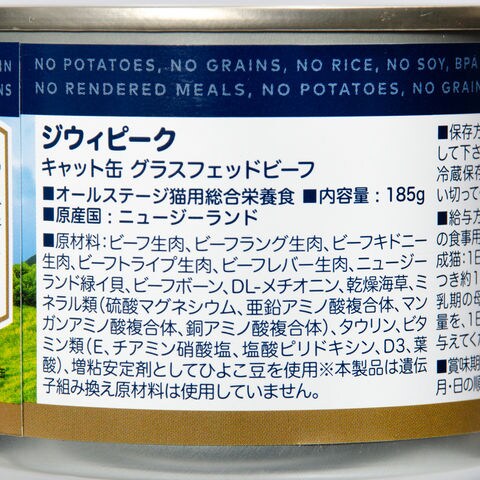 NO POTATOES, NO GRAINS, NO RICE, NO SOY, BPA
NO RENDERED MEALS, NO POTATOES, NO GRAIN
ジウィピーク
キャット缶 グラスフェッドビーフ
■オールステージ猫用総合栄養食 ■内容量：185g
■原産国：ニュージーランド
■原材料：ビーフ生肉、ビーフラング生肉、ビーフキドニー
生肉、ビーフトライプ生肉、ビーフレバー生肉、ニュージー
ランド緑イ貝、ビーフボーン、DL-メチオニン、乾燥海草、ミ
ネラル類（硫酸マグネシウム、亜鉛アミノ酸複合体、マン
ガンアミノ酸複合体、銅アミノ酸複合体）、タウリン、ビタ
ミン類（E、チアミン硝酸塩、塩酸ピリドキシン、D3、葉
酸）、増粘安定剤としてひよこ豆を使用※本製品は遺伝
子組み換え原材料は使用していません。
■保存方
して下さ
冷蔵保存
い切って
■給与方
の食事用
成猫：1日
つき約1
乳期の母
量を、1日
与えてくだ
■賞味期
月・日の順